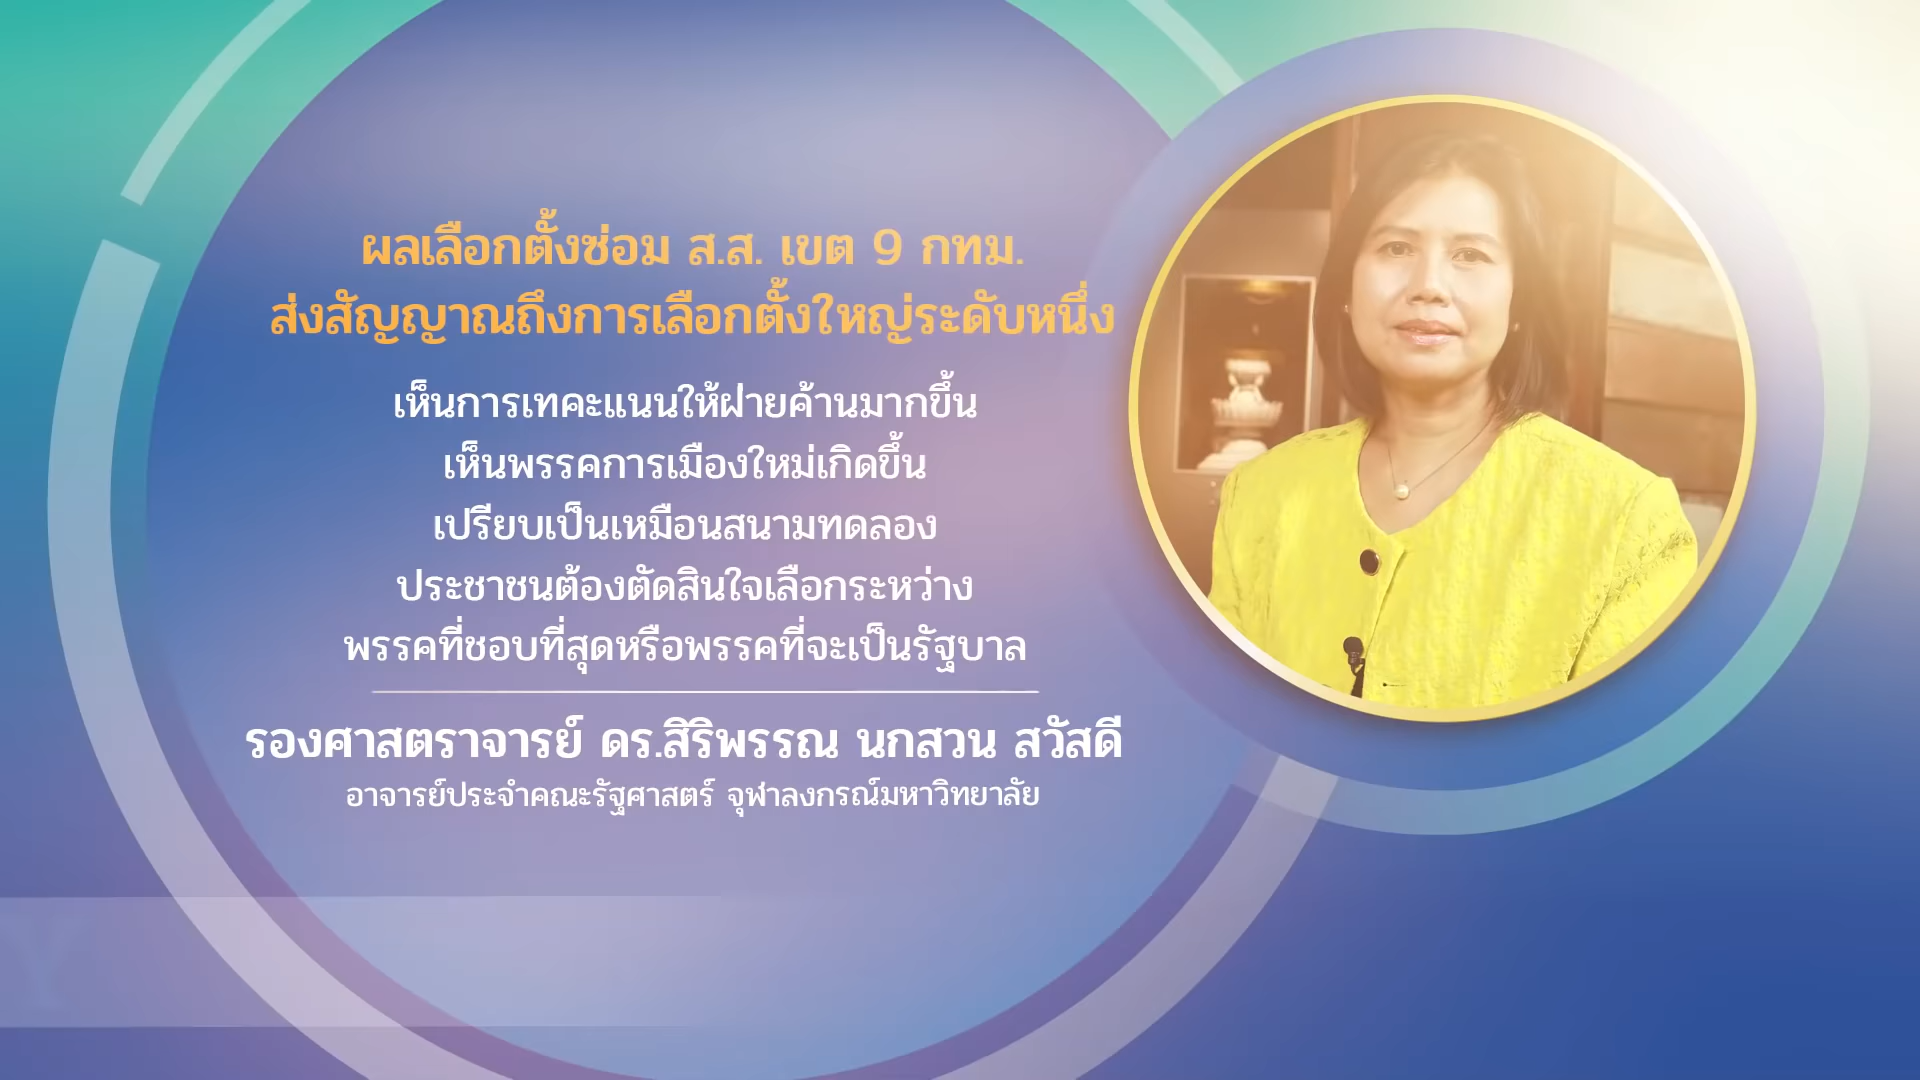 ผลเลือกตั้งซ่อม ส.ส. เขต 9 กทม.
ส่งสัญญาณถึงการเลือกตั้งใหญ่ระดับหนึ่ง
เห็นการเทคะแนนให้ฝ่ายค้านมากขึ้น
เห็นพรรคการเมืองใหม่เกิดขึ้น
เปรียบเป็นเหมือนสนามทดลอง
ประชาชนต้องตัดสินใจเลือกระหว่าง
พรรคที่ชอบที่สุดหรือพรรคที่จะเป็นรัฐบาล
รองศาสตราจารย์ ดร.สิริพรรณ นกสวน สวัสดี
อาจารย์ประจำคณะรัฐศาสตร์ จุฬาลงกรณ์มหาวิทยาลัย